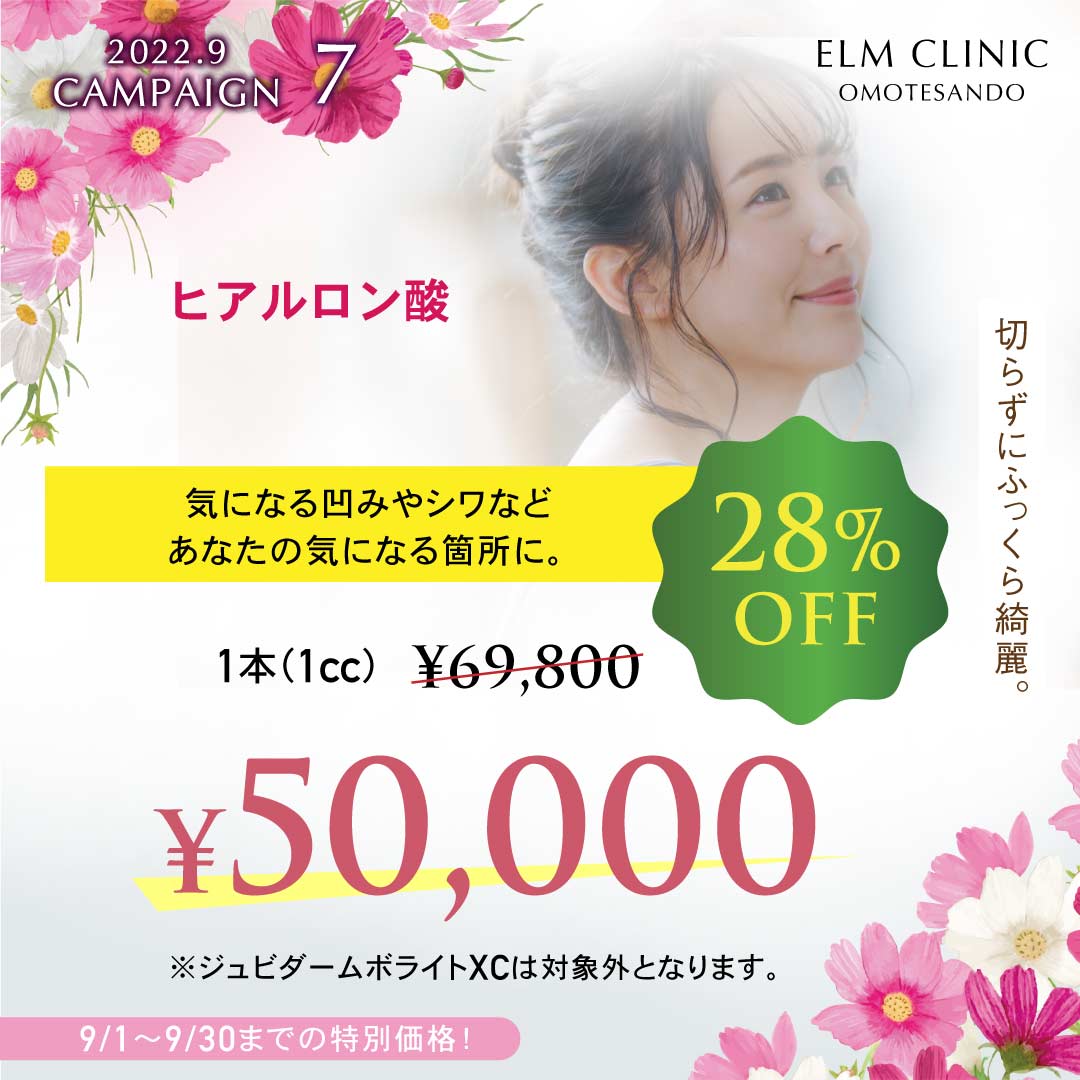 2022.9
CAMPAIGN 7
ELM CLINIC
OMOTESANDO
ヒアルロン酸
切らずにふっくら綺麗。
気になる凹みやシワなど
あなたの気になる箇所に。
28%
OFF
1本(1cc) ¥69,800
¥50,000
※ジュビダームボライトXCは対象外となります。
9/1〜9/30までの特別価格!